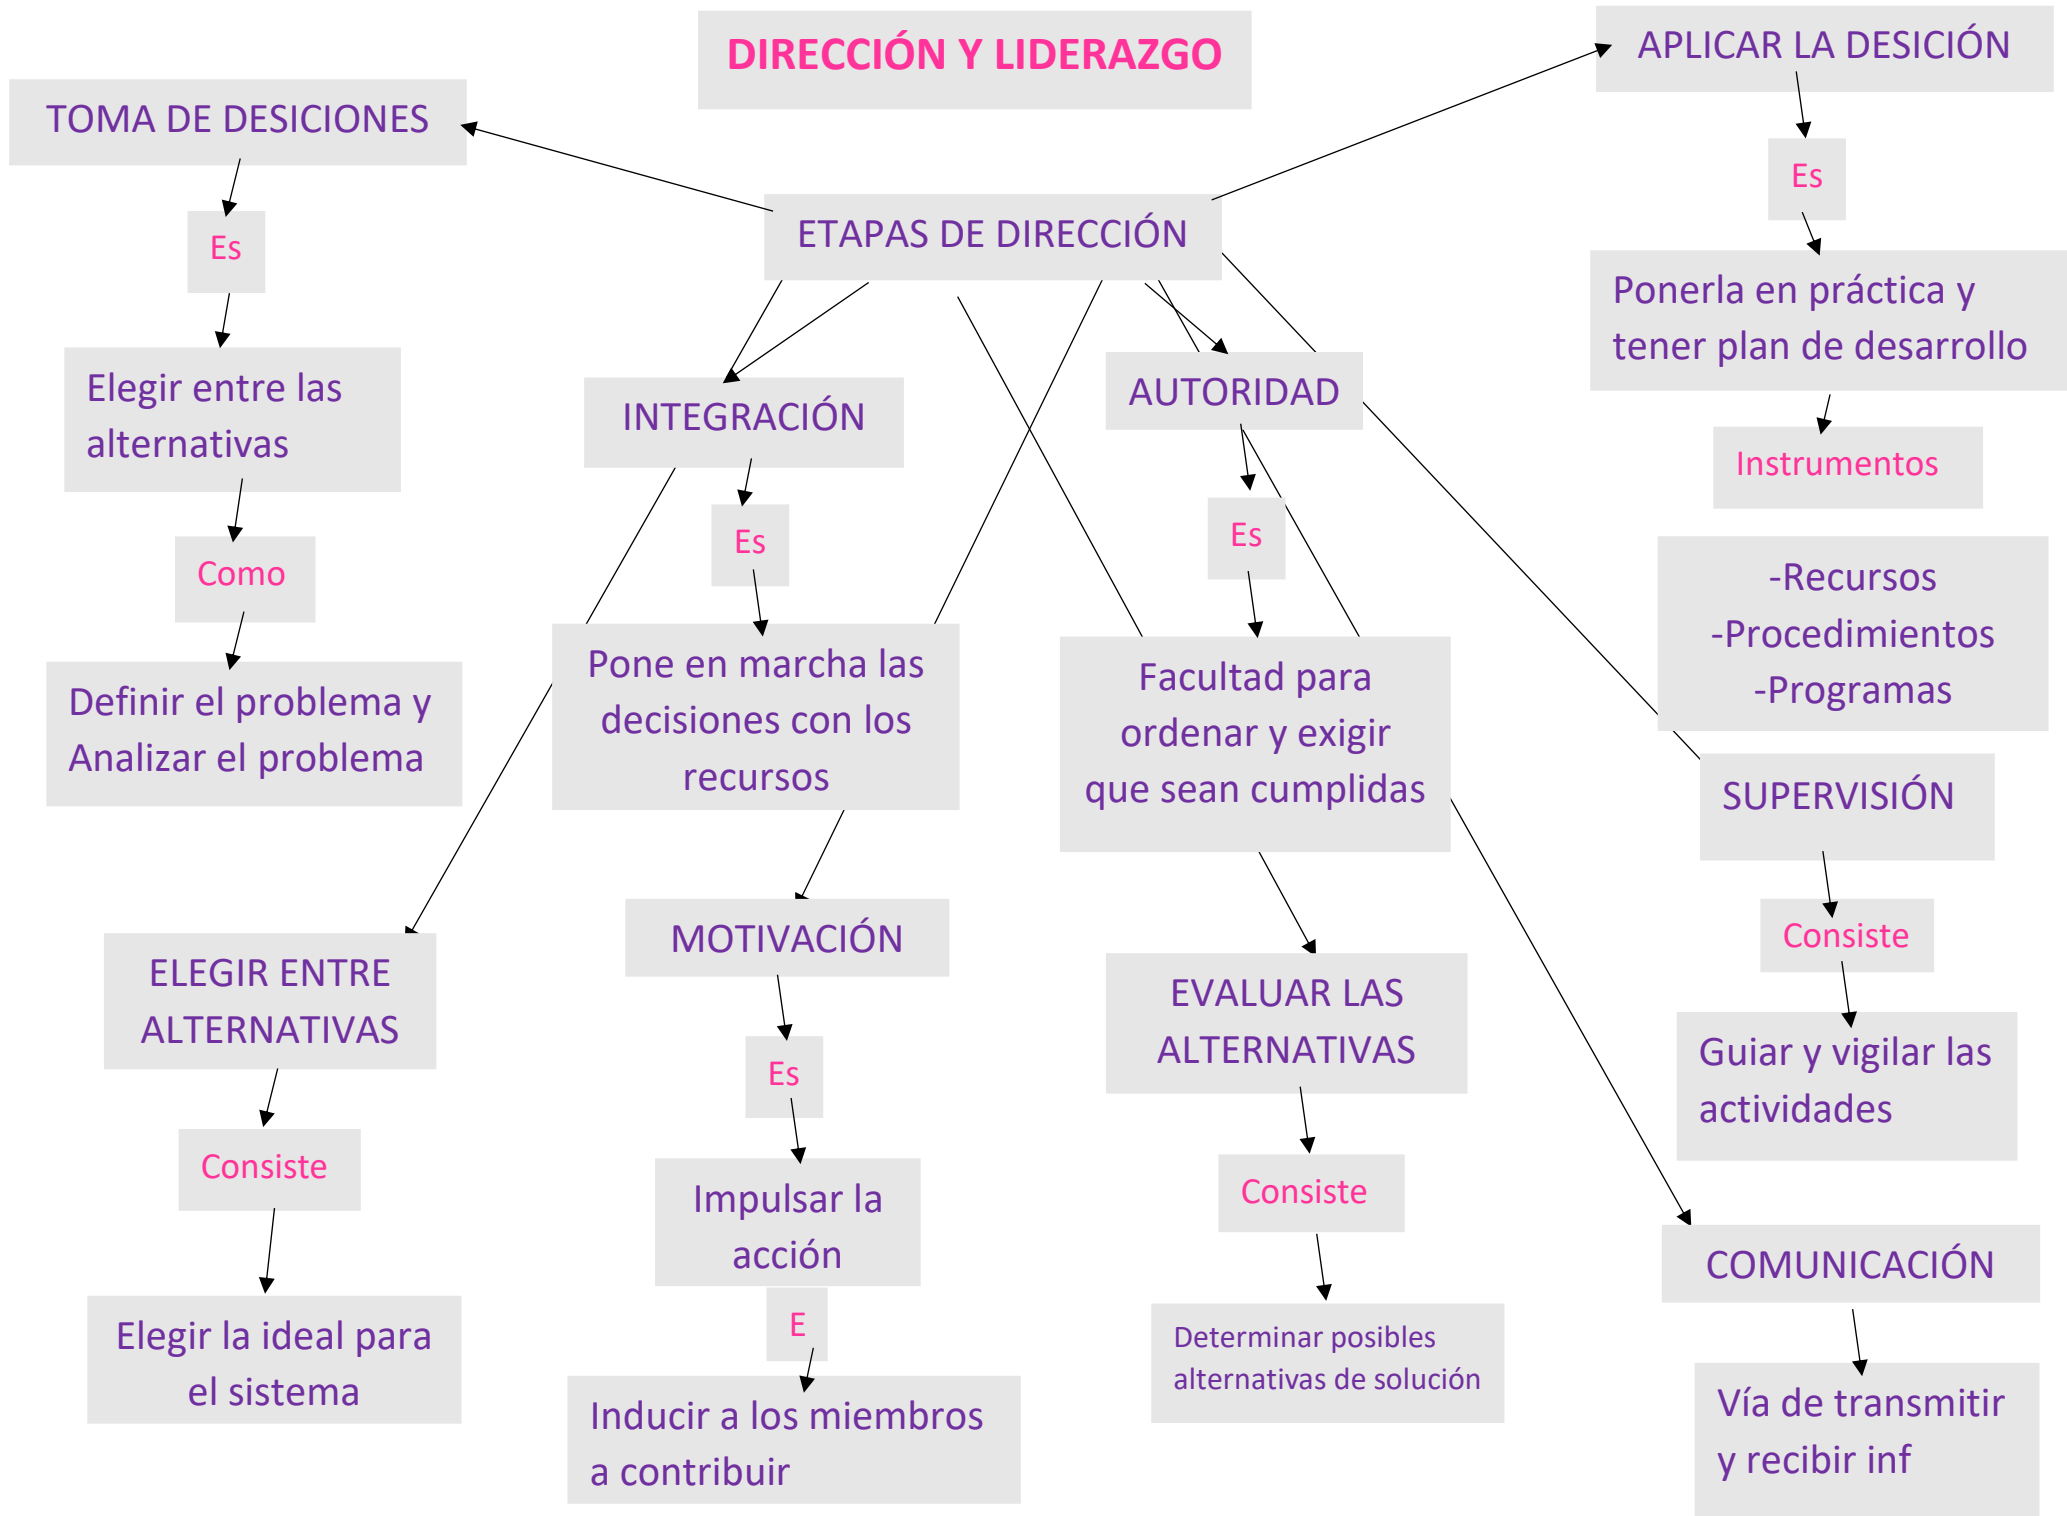 DIRECCIÓN Y LIDERAZGO
APLICAR LA DESICIÓN
TOMA DE DESICIONES
ETAPAS DE DIRECCIÓN
Es
Elegir entre las
alternativas
Como
Definir el problema y
Analizar el problema
INTEGRACIÓN
Es
Pone en marcha las
decisiones con los
recursos
AUTORIDAD
Es
Facultad para
ordenar y exigir
que sean cumplidas
Es
Ponerla en práctica y
tener plan de desarrollo
Instrumentos
-Recursos
-Procedimientos
-Programas
SUPERVISIÓN
Consiste
Guiar y vigilar las
actividades
ELEGIR ENTRE
ALTERNATIVAS
Consiste
Elegir la ideal para
el sistema
MOTIVACIÓN
Es
Impulsar la
acción
E
Inducir a los miembros
a contribuir
EVALUAR LAS
ALTERNATIVAS
Consiste
Determinar posibles
alternativas de solución
COMUNICACIÓN
Vía de transmitir
y recibir inf